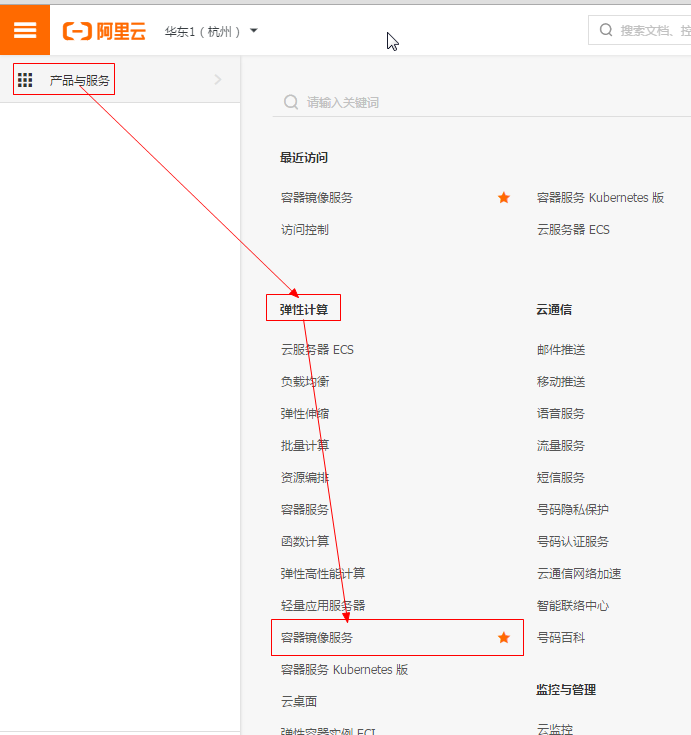 阿里云 华东1（杭州） 搜索文档、控
产品与服务
请输入关键词
最近访问
容器镜像服务 容器服务 Kubernetes 版
访问控制 云服务器 ECS
弹性计算 云通信
云服务器 ECS 邮件推送
负载均衡 移动推送
弹性伸缩 语音服务
批量计算 流量服务
资源编排 短信服务
容器服务 号码隐私保护
函数计算 号码认证服务
弹性高性能计算 云通信网络加速
轻量应用服务器 智能联络中心
容器镜像服务 号码百科
容器服务 Kubernetes 版
监控与管理
云桌面
云监控
弹性容器实例 ECI